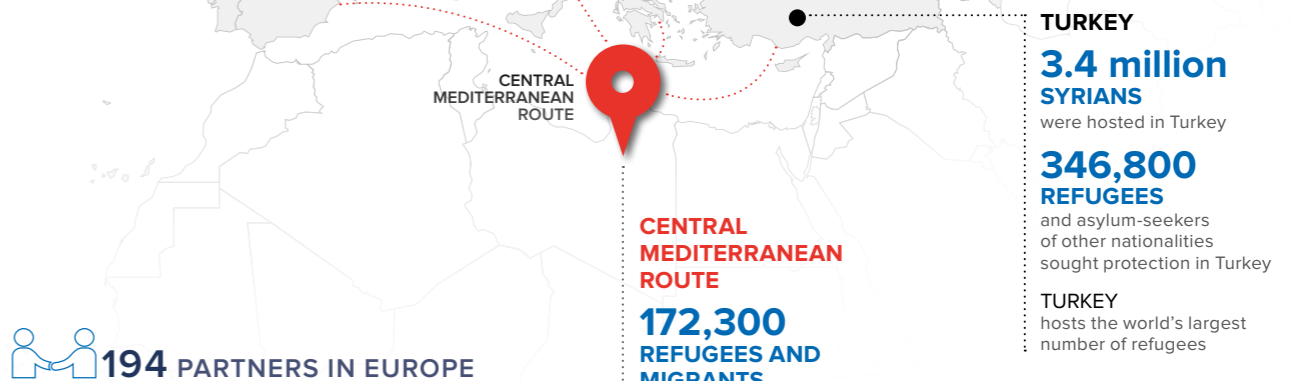 CENTRAL
MEDITERRANEAN
ROUTE
TURKEY
3.4 million
SYRIANS
were hosted in Turkey
346,800
REFUGEES
and asylum-seekers
of other nationalities
sought protection in Turkey
TURKEY
hosts the world's largest
number of refugees
CENTRAL
MEDITERRANEAN
ROUTE
172,300
REFUGEES AND
MIGRANTS
194 PARTNERS IN EUROPE